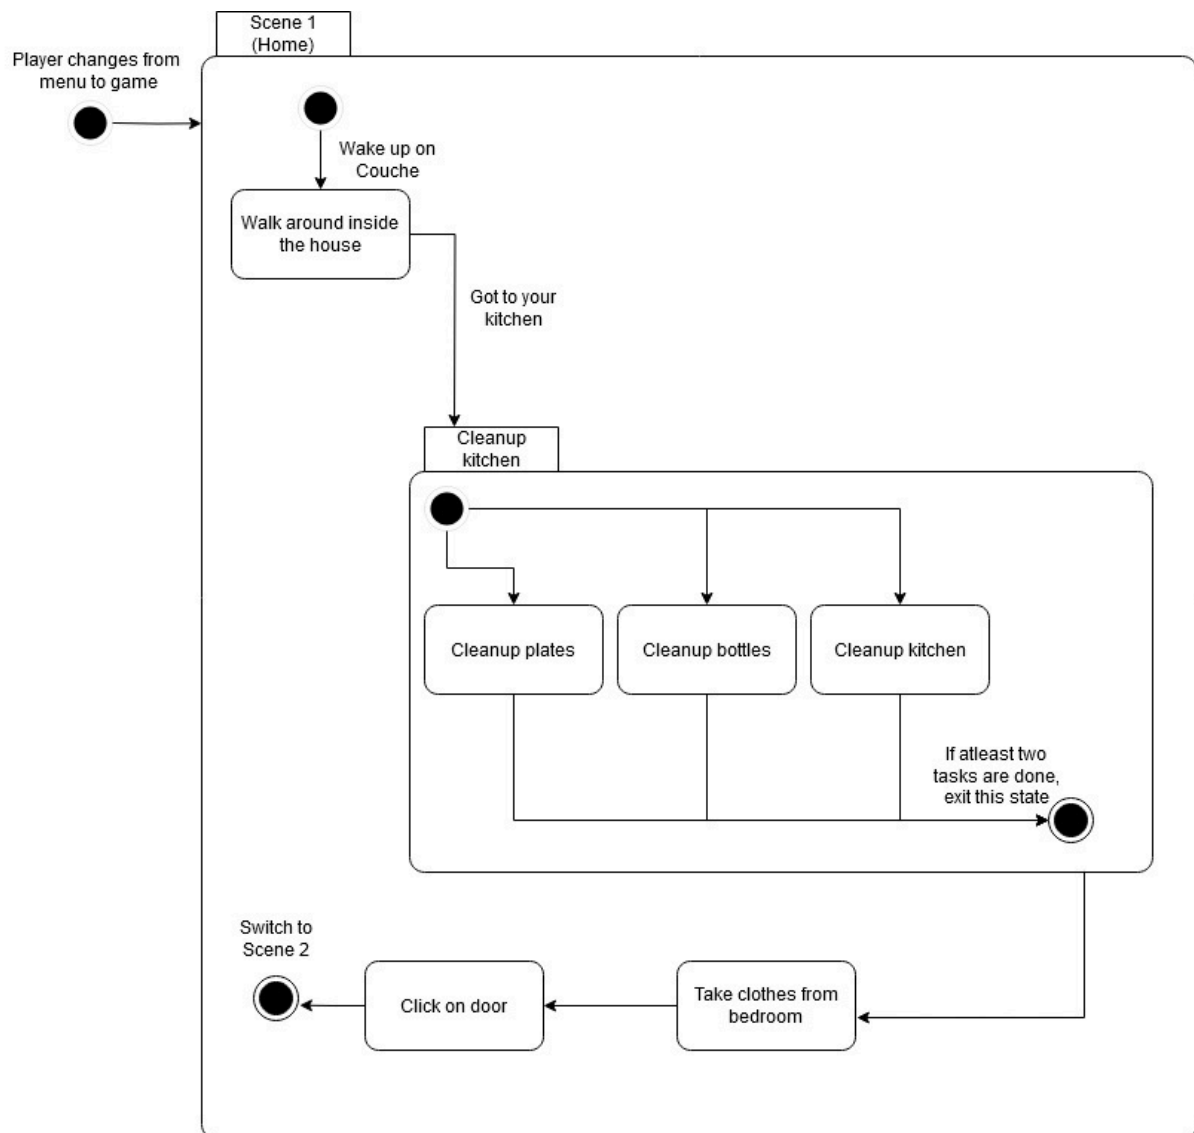 Scene 1
(Home)
Player changes from
menu to game
Wake up on
Couche
Walk around inside
the house
Got to your
kitchen
Cleanup
kitchen
Cleanup plates
Cleanup bottles
Cleanup kitchen
If atleast two
tasks are done,
exit this state
Switch to
Scene 2
Click on door
Take clothes from
bedroom